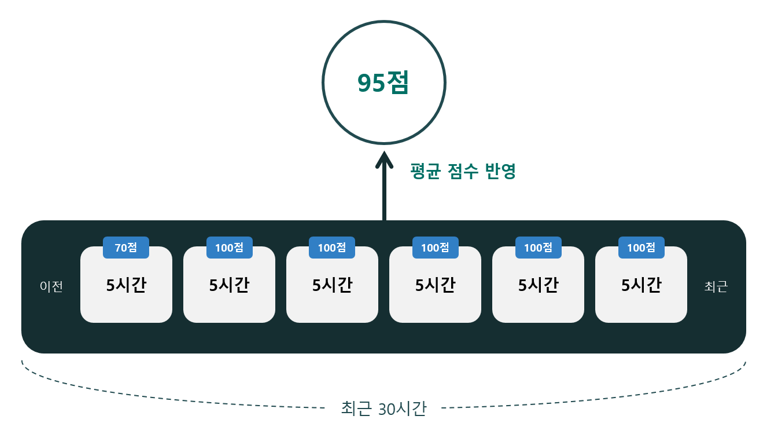 95점
평균 점수 반영
70점 100점 100점 100점 100점 100점
이전 5시간 5시간 5시간 5시간 5시간 5시간 최근
최근 30시간